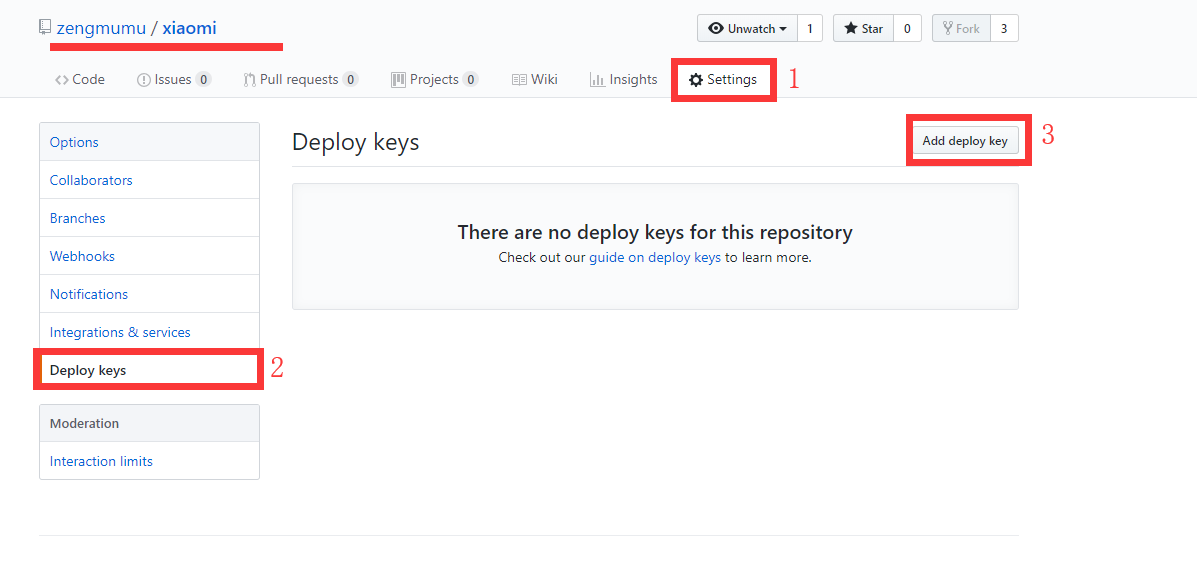 zengmumu / xiaomi
Unwatch 1 Star 0 Fork 3
Code Issues 0 Pull requests 0 Projects 0 Wiki Insights Settings 1
Options
Collaborators
Branches
Webhooks
Notifications
Integrations & services
Deploy keys 2
Moderation
Interaction limits
Deploy keys
Add deploy key 3
There are no deploy keys for this repository
Check out our guide on deploy keys to learn more.